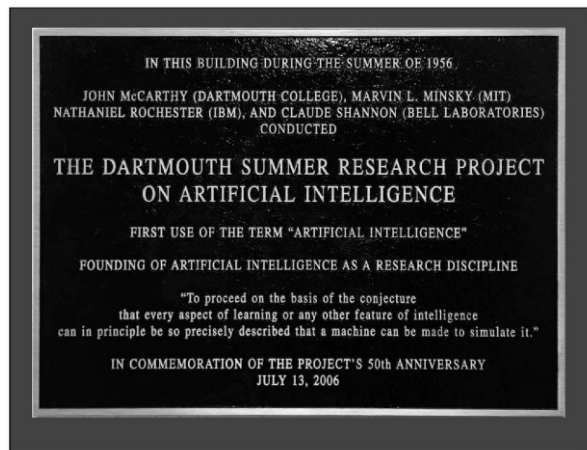 IN THIS BUILDING DURING THE SUMMER OF 1956
JOHN McCARTHY (DARTMOUTH COLLEGE), MARVIN L. MINSKY (MIT)
NATHANIEL ROCHESTER (IBM), AND CLAUDE SHANNON (BELL LABORATORIES)
CONDUCTED
THE DARTMOUTH SUMMER RESEARCH PROJECT
ON ARTIFICIAL INTELLIGENCE
FIRST USE OF THE TERM “ARTIFICIAL INTELLIGENCE”
FOUNDING OF ARTIFICIAL INTELLIGENCE AS A RESEARCH DISCIPLINE
“To proceed on the basis of the conjecture
that every aspect of learning or any other feature of intelligence
can in principle be so precisely described that a machine can be made to simulate it.”
IN COMMEMORATION OF THE PROJECT’S 50th ANNIVERSARY
JULY 13, 2006